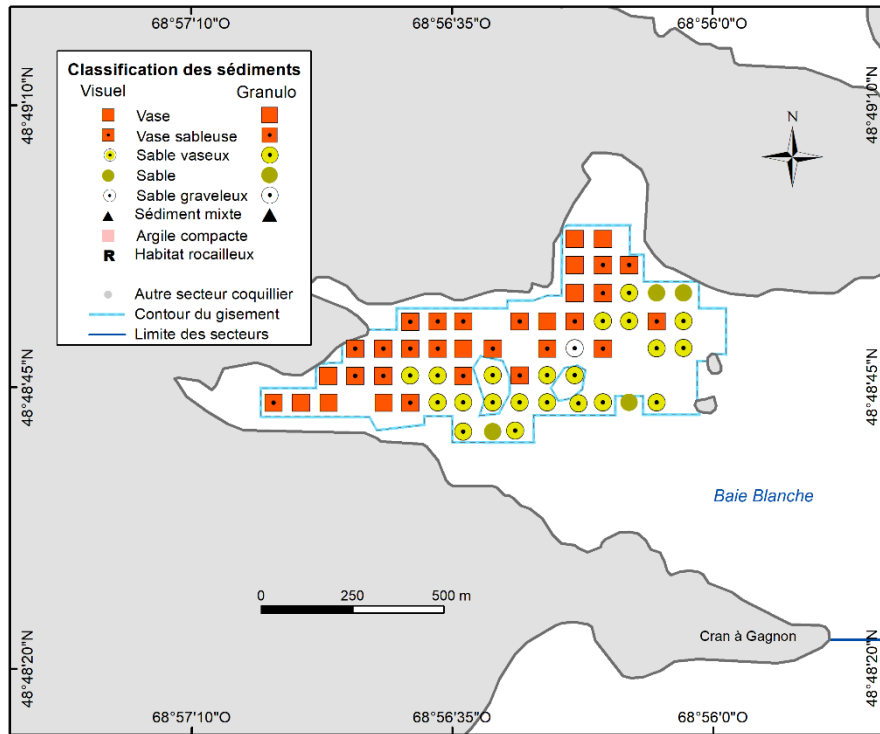 68°57'10"O 68°56'35"O 68°56'0"O
48°49'10"N 48°49'10"N
Classification des sédiments
Visuel Granulo
Vase
Vase sableuse
Sable vaseux
Sable
Sable graveleux
Sédiment mixte
Argile compacte
R Habitat rocailleux
Autre secteur coquillier
Contour du gisement
Limite des secteurs
N
48°48'45"N 48°48'45"N
Baie Blanche
0 250 500 m
Cran à Gagnon
48°48'20"N 48°48'20"N
68°57'10"O 68°56'35"O 68°56'0"O